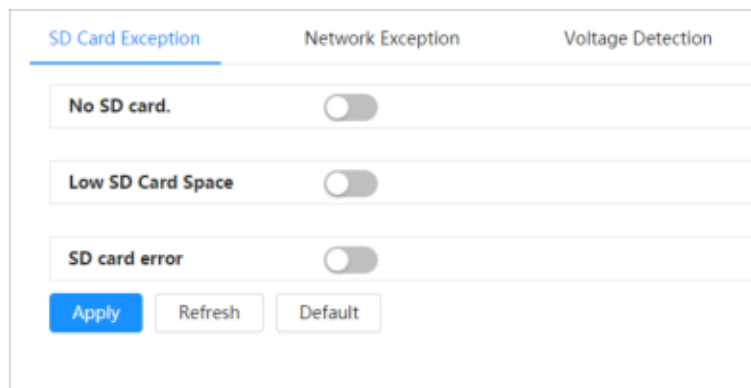 SD Card Exception Network Exception Voltage Detection
No SD card.
Low SD Card Space
SD card error
Apply Refresh Default